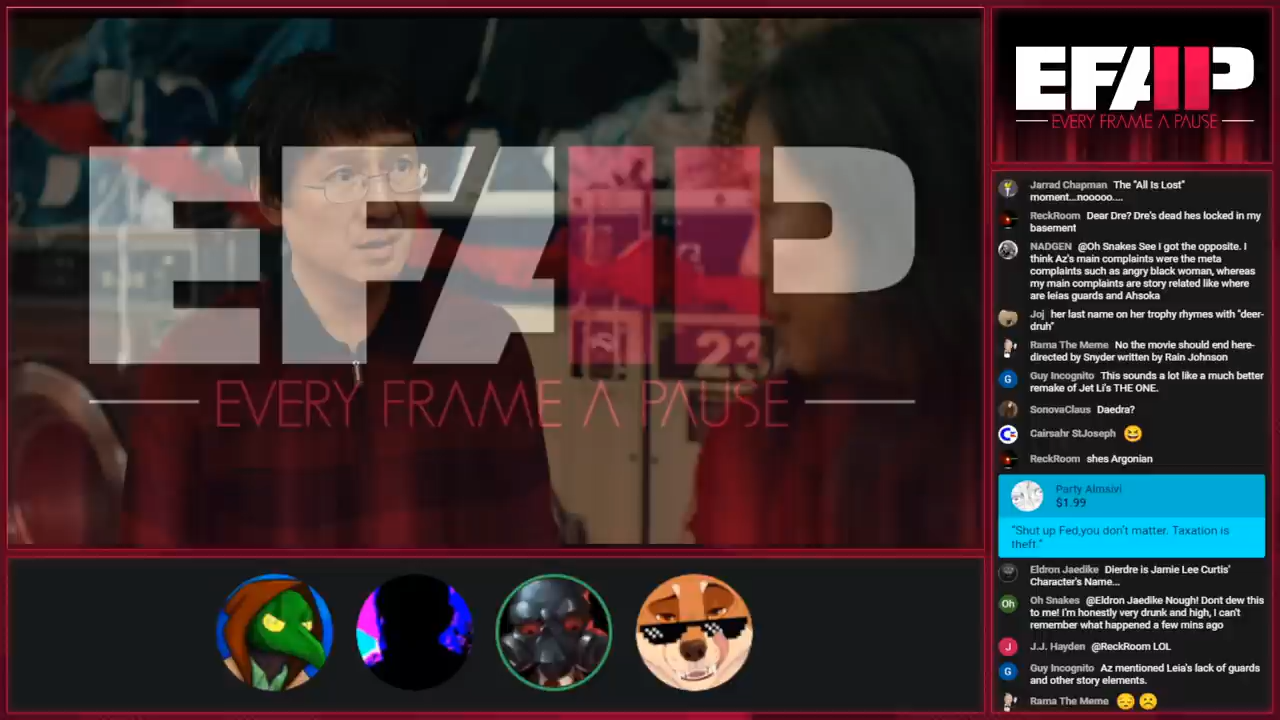 EFAP
EVERY FRAME A PAUSE
23
EFAP
EVERY FRAME A PAUSE
Jarrad Chapman The "All Is Lost"
moment...nooooo....
ReckRoom Dear Dre? Dre's dead hes locked in my
basement
NADGEN @Oh Snakes See I got the opposite. I
think Az's main complaints were the meta
complaints such as angry black woman, whereas
my main complaints are story related like where
are leias guards and Ahsoka
Joj her last name on her trophy rhymes with "deer-
druh"
Rama The Meme No the movie should end here-
directed by Snyder written by Rain Johnson
G Guy Incognito This sounds a lot like a much better
remake of Jet Li's THE ONE.
SonovaClaus Daedra?
Cairsahr StJoseph 😆
ReckRoom shes Argonian
Party Almsivi
$1.99
"Shut up Fed,you don't matter. Taxation is
theft."
Eldron Jaedike Dierdre is Jamie Lee Curtis'
Character's Name...
Oh Oh Snakes @Eldron Jaedike Nough! Dont dew this
to me! I'm honestly very drunk and high, I can't
remember what happened a few mins ago
J J.J. Hayden @ReckRoom LOL
G Guy Incognito Az mentioned Leia's lack of guards
and other story elements.
Rama The Meme 😔 ☹️